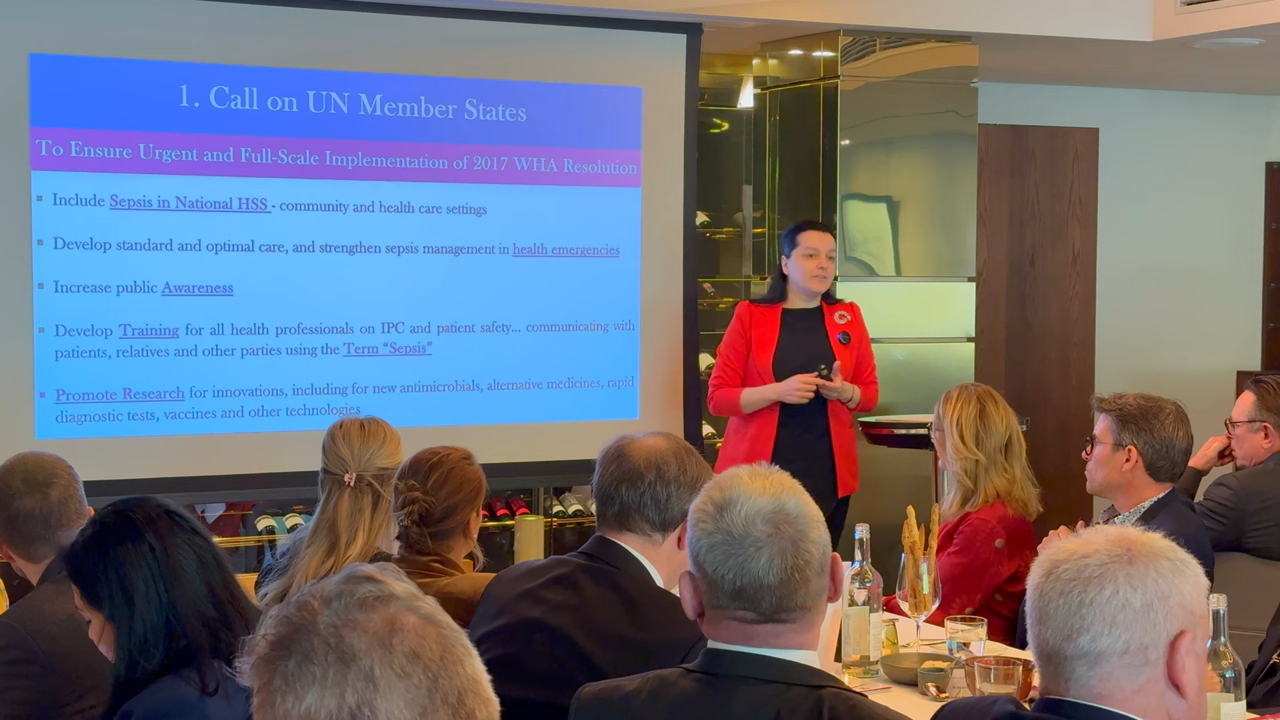 1. Call on UN Member States
To Ensure Urgent and Full-Scale Implementation of 2017 WHA Resolution
▪ Include Sepsis in National HSS - community and health care settings
▪ Develop standard and optimal care, and strengthen sepsis management in health emergencies
▪ Increase public Awareness
▪ Develop Training for all health professionals on IPC and patient safety... communicating with
patients, relatives and other parties using the Term “Sepsis”
▪ Promote Research for innovations, including for new antimicrobials, alternative medicines, rapid
diagnostic tests, vaccines and other technologies